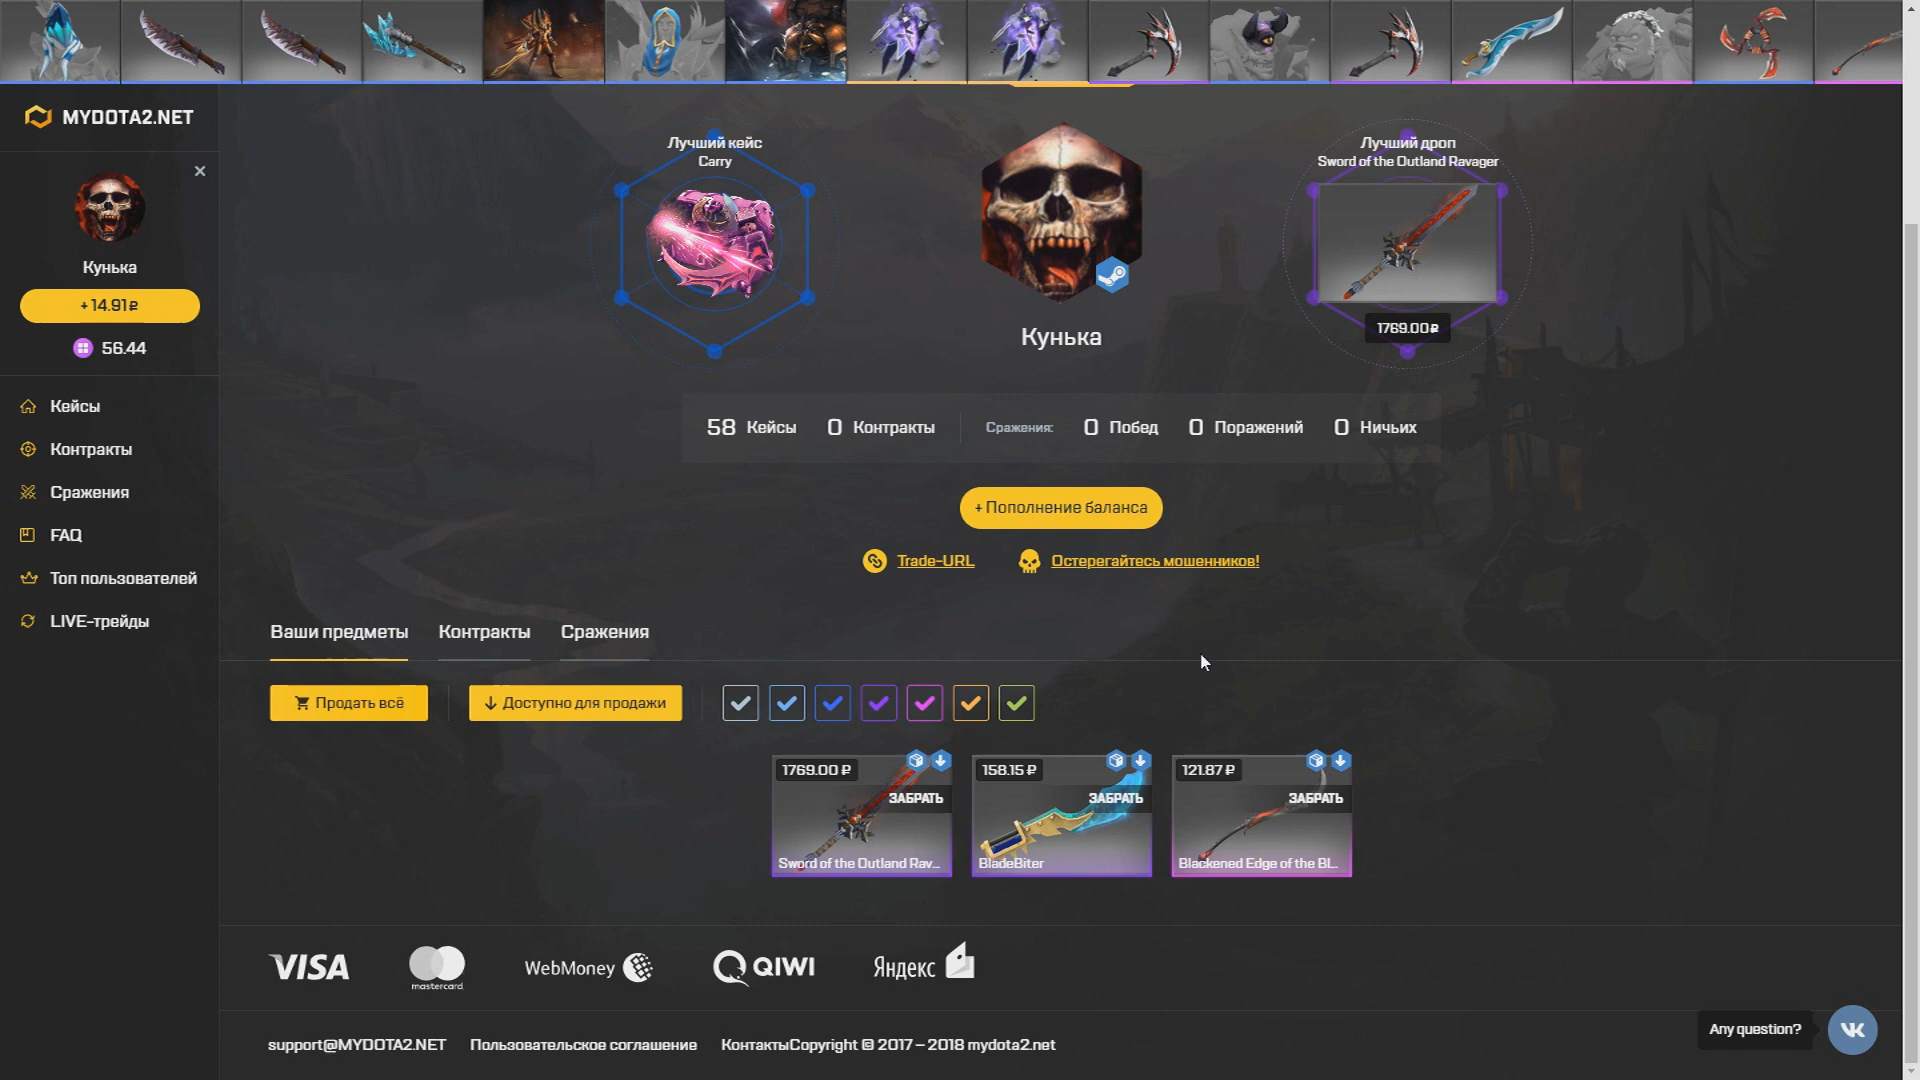 MYDOTA2.NET
Кунька
+ 14.91₽
56.44
Кейсы
Контракты
Сражения
FAQ
Топ пользователей
LIVE-трейды
Лучший кейс
Carry
Кунька
Лучший дроп
Sword of the Outland Ravager
1769.00₽
58 Кейсы 0 Контракты Сражения: 0 Побед 0 Поражений 0 Ничьих
+ Пополнение баланса
Trade-URL Остерегайтесь мошенников!
Ваши предметы Контракты Сражения
Продать всё Доступно для продажи
1769.00 ₽
ЗАБРАТЬ
Sword of the Outland Rav...
158.15 ₽
ЗАБРАТЬ
BladeBiter
121.87 ₽
ЗАБРАТЬ
Blackened Edge of the Bl...
VISA mastercard. WebMoney QIWI Яндекс
support@MYDOTA2.NET Пользовательское соглашение КонтактыCopyright © 2017 – 2018 mydota2.net
Any question?